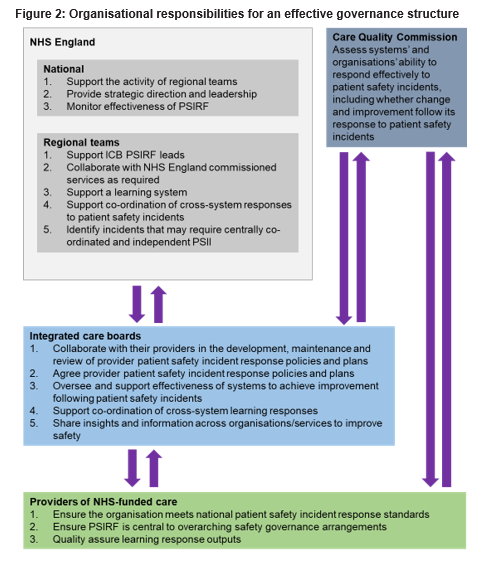 Figure 2: Organisational responsibilities for an effective governance structure
NHS England
National
1. Support the activity of regional teams
2. Provide strategic direction and leadership
3. Monitor effectiveness of PSIRF
Regional teams
1. Support ICB PSIRF leads
2. Collaborate with NHS England commissioned
services as required
3. Support a learning system
4. Support co-ordination of cross-system responses
to patient safety incidents
5. Identify incidents that may require centrally co-
ordinated and independent PSII
Care Quality Commission
Assess systems' and
organisations' ability to
respond effectively to
patient safety incidents,
including whether change
and improvement follow its
response to patient safety
incidents
Integrated care boards
1. Collaborate with their providers in the development, maintenance and
review of provider patient safety incident response policies and plans
2. Agree provider patient safety incident response policies and plans
3. Oversee and support effectiveness of systems to achieve improvement
following patient safety incidents
4. Support co-ordination of cross-system learning responses
5. Share insights and information across organisations/services to improve
safety
Providers of NHS-funded care
1. Ensure the organisation meets national patient safety incident response standards
2. Ensure PSIRF is central to overarching safety governance arrangements
3. Quality assure learning response outputs